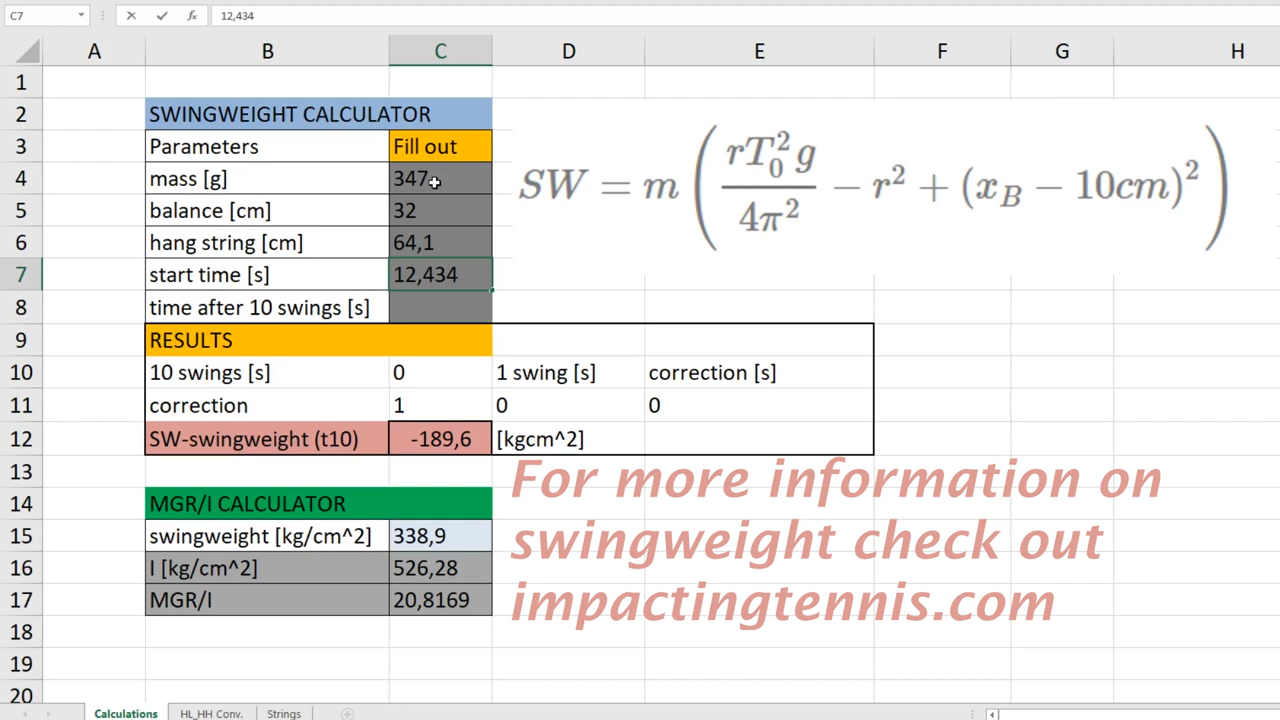 C7 fx 12,434
A B C D E F G H
1
2 SWINGWEIGHT CALCULATOR
3 Parameters Fill out
4 mass [g] 347
5 balance [cm] 32
6 hang string [cm] 64,1
7 start time [s] 12,434
8 time after 10 swings [s]
SW = m ( rT₀²g / 4π² − r² + (x_B − 10cm)² )
9 RESULTS
10 10 swings [s] 0 1 swing [s] correction [s]
11 correction 1 0 0
12 SW-swingweight (t10) -189,6 [kgcm^2]
13
14 MGR/I CALCULATOR
15 swingweight [kg/cm^2] 338,9
16 I [kg/cm^2] 526,28
17 MGR/I 20,8169
18
19
20
For more information on
swingweight check out
impactingtennis.com
Calculations HL_HH Conv. Strings